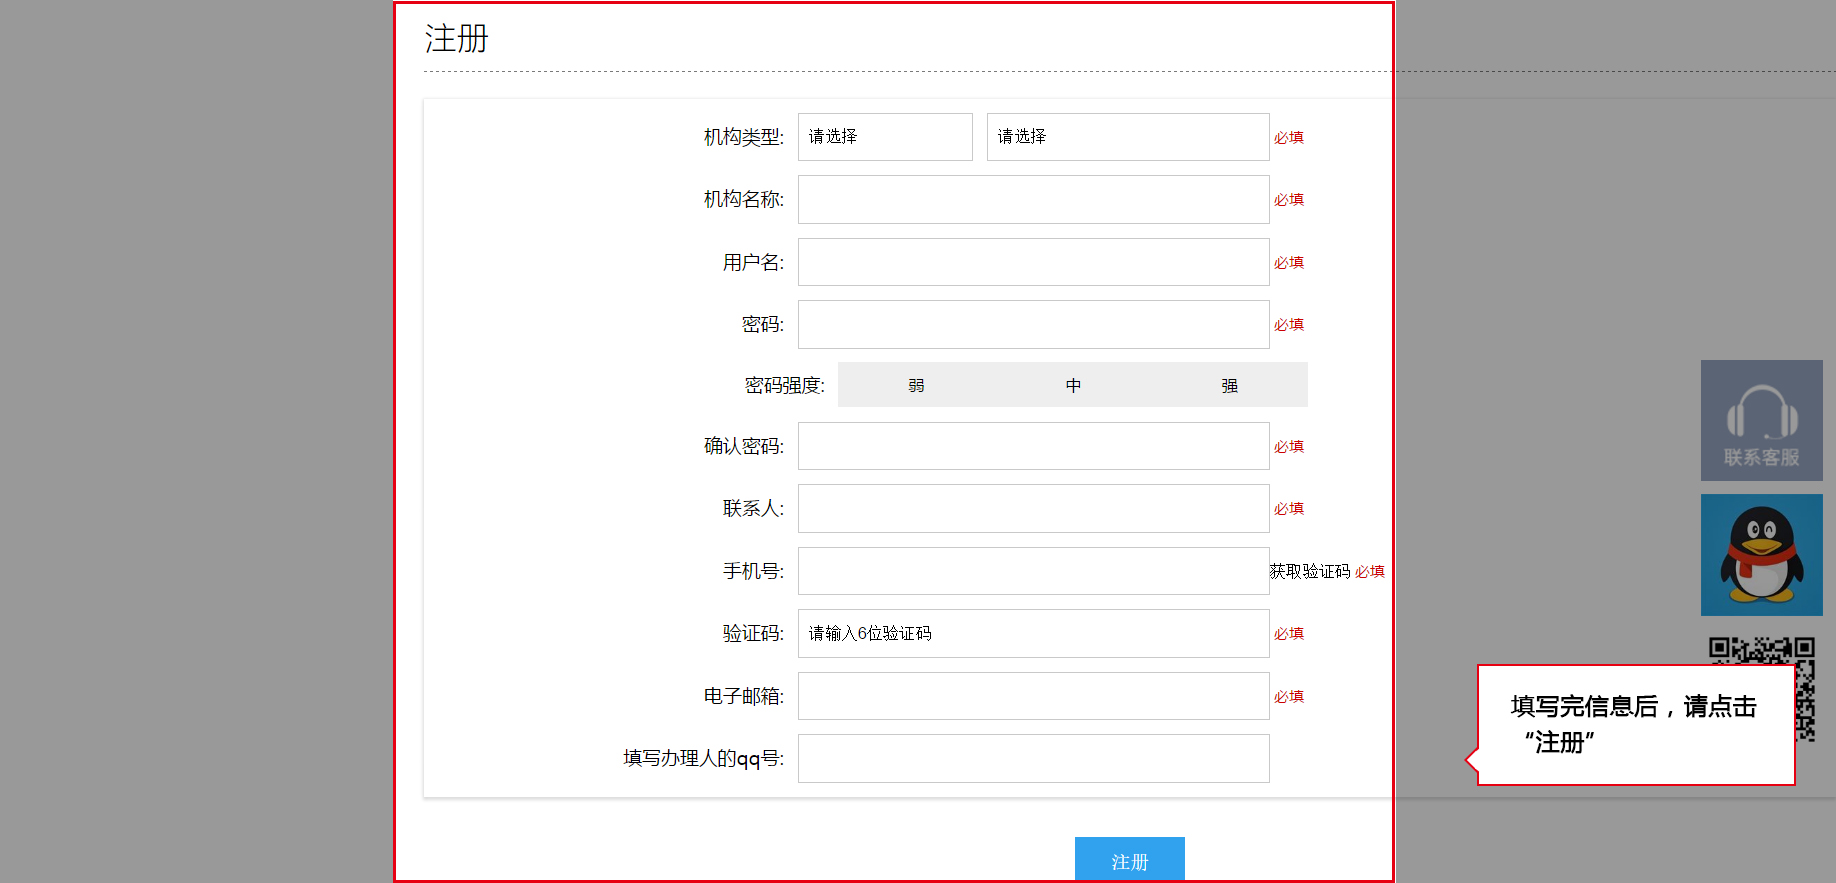 注册
机构类型: 请选择 请选择 必填
机构名称: 必填
用户名: 必填
密码: 必填
密码强度: 弱 中 强
确认密码: 必填
联系人: 必填
手机号: 获取验证码 必填
验证码: 请输入6位验证码 必填
电子邮箱: 必填
填写办理人的qq号:
注册
联系客服
填写完信息后，请点击
“注册”